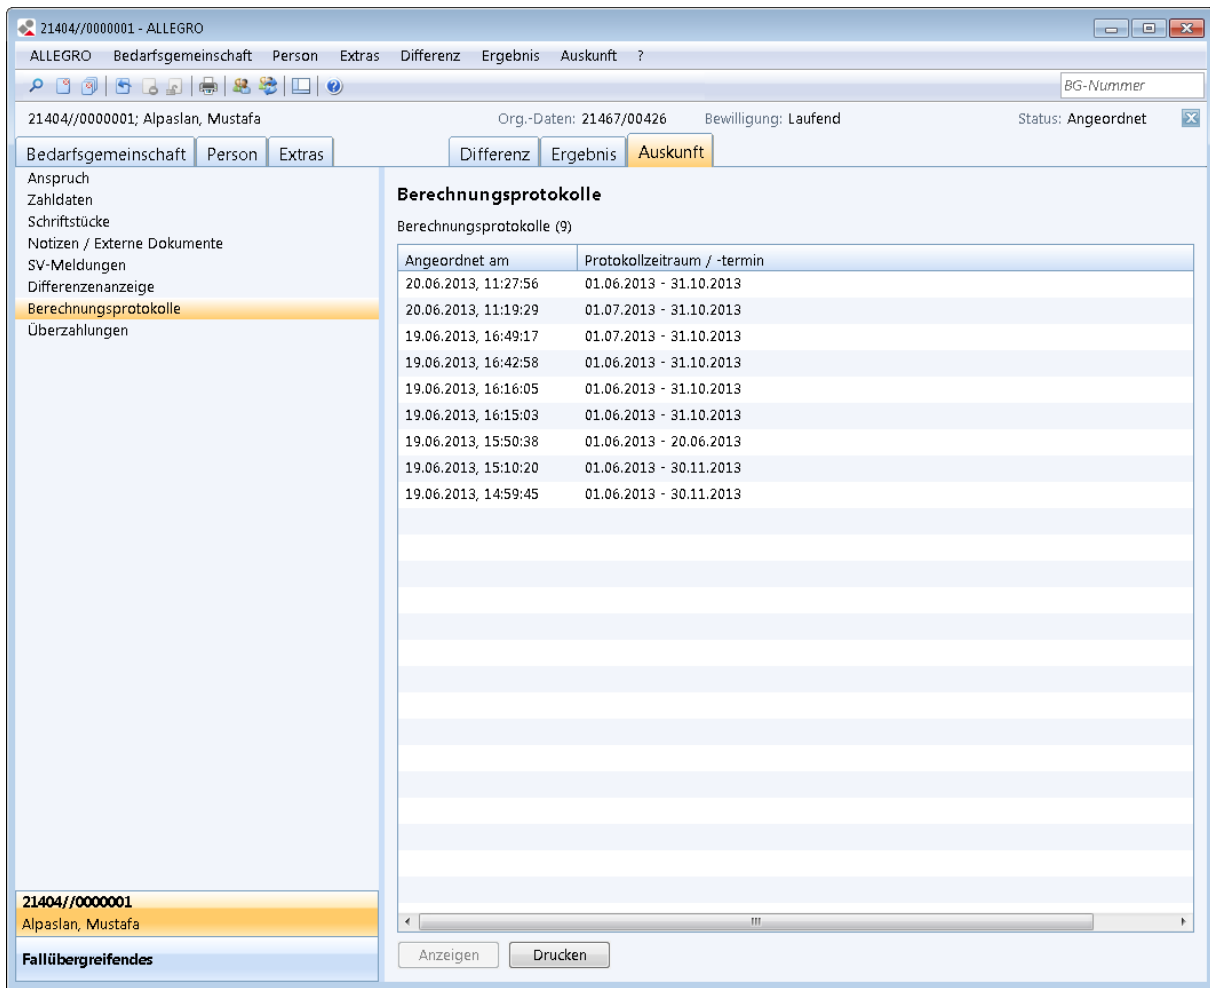 21404//0000001 - ALLEGRO
ALLEGRO Bedarfsgemeinschaft Person Extras Differenz Ergebnis Auskunft ?
BG-Nummer
21404//0000001; Alpaslan, Mustafa Org.-Daten: 21467/00426 Bewilligung: Laufend Status: Angeordnet
Bedarfsgemeinschaft Person Extras Differenz Ergebnis Auskunft
Anspruch
Zahldaten
Schriftstücke
Notizen / Externe Dokumente
SV-Meldungen
Differenzenanzeige
Berechnungsprotokolle
Überzahlungen
Berechnungsprotokolle
Berechnungsprotokolle (9)
Angeordnet am Protokollzeitraum / -termin
20.06.2013, 11:27:56 01.06.2013 - 31.10.2013
20.06.2013, 11:19:29 01.07.2013 - 31.10.2013
19.06.2013, 16:49:17 01.07.2013 - 31.10.2013
19.06.2013, 16:42:58 01.06.2013 - 31.10.2013
19.06.2013, 16:16:05 01.06.2013 - 31.10.2013
19.06.2013, 16:15:03 01.06.2013 - 31.10.2013
19.06.2013, 15:50:38 01.06.2013 - 20.06.2013
19.06.2013, 15:10:20 01.06.2013 - 30.11.2013
19.06.2013, 14:59:45 01.06.2013 - 30.11.2013
21404//0000001
Alpaslan, Mustafa
Fallübergreifendes
Anzeigen Drucken